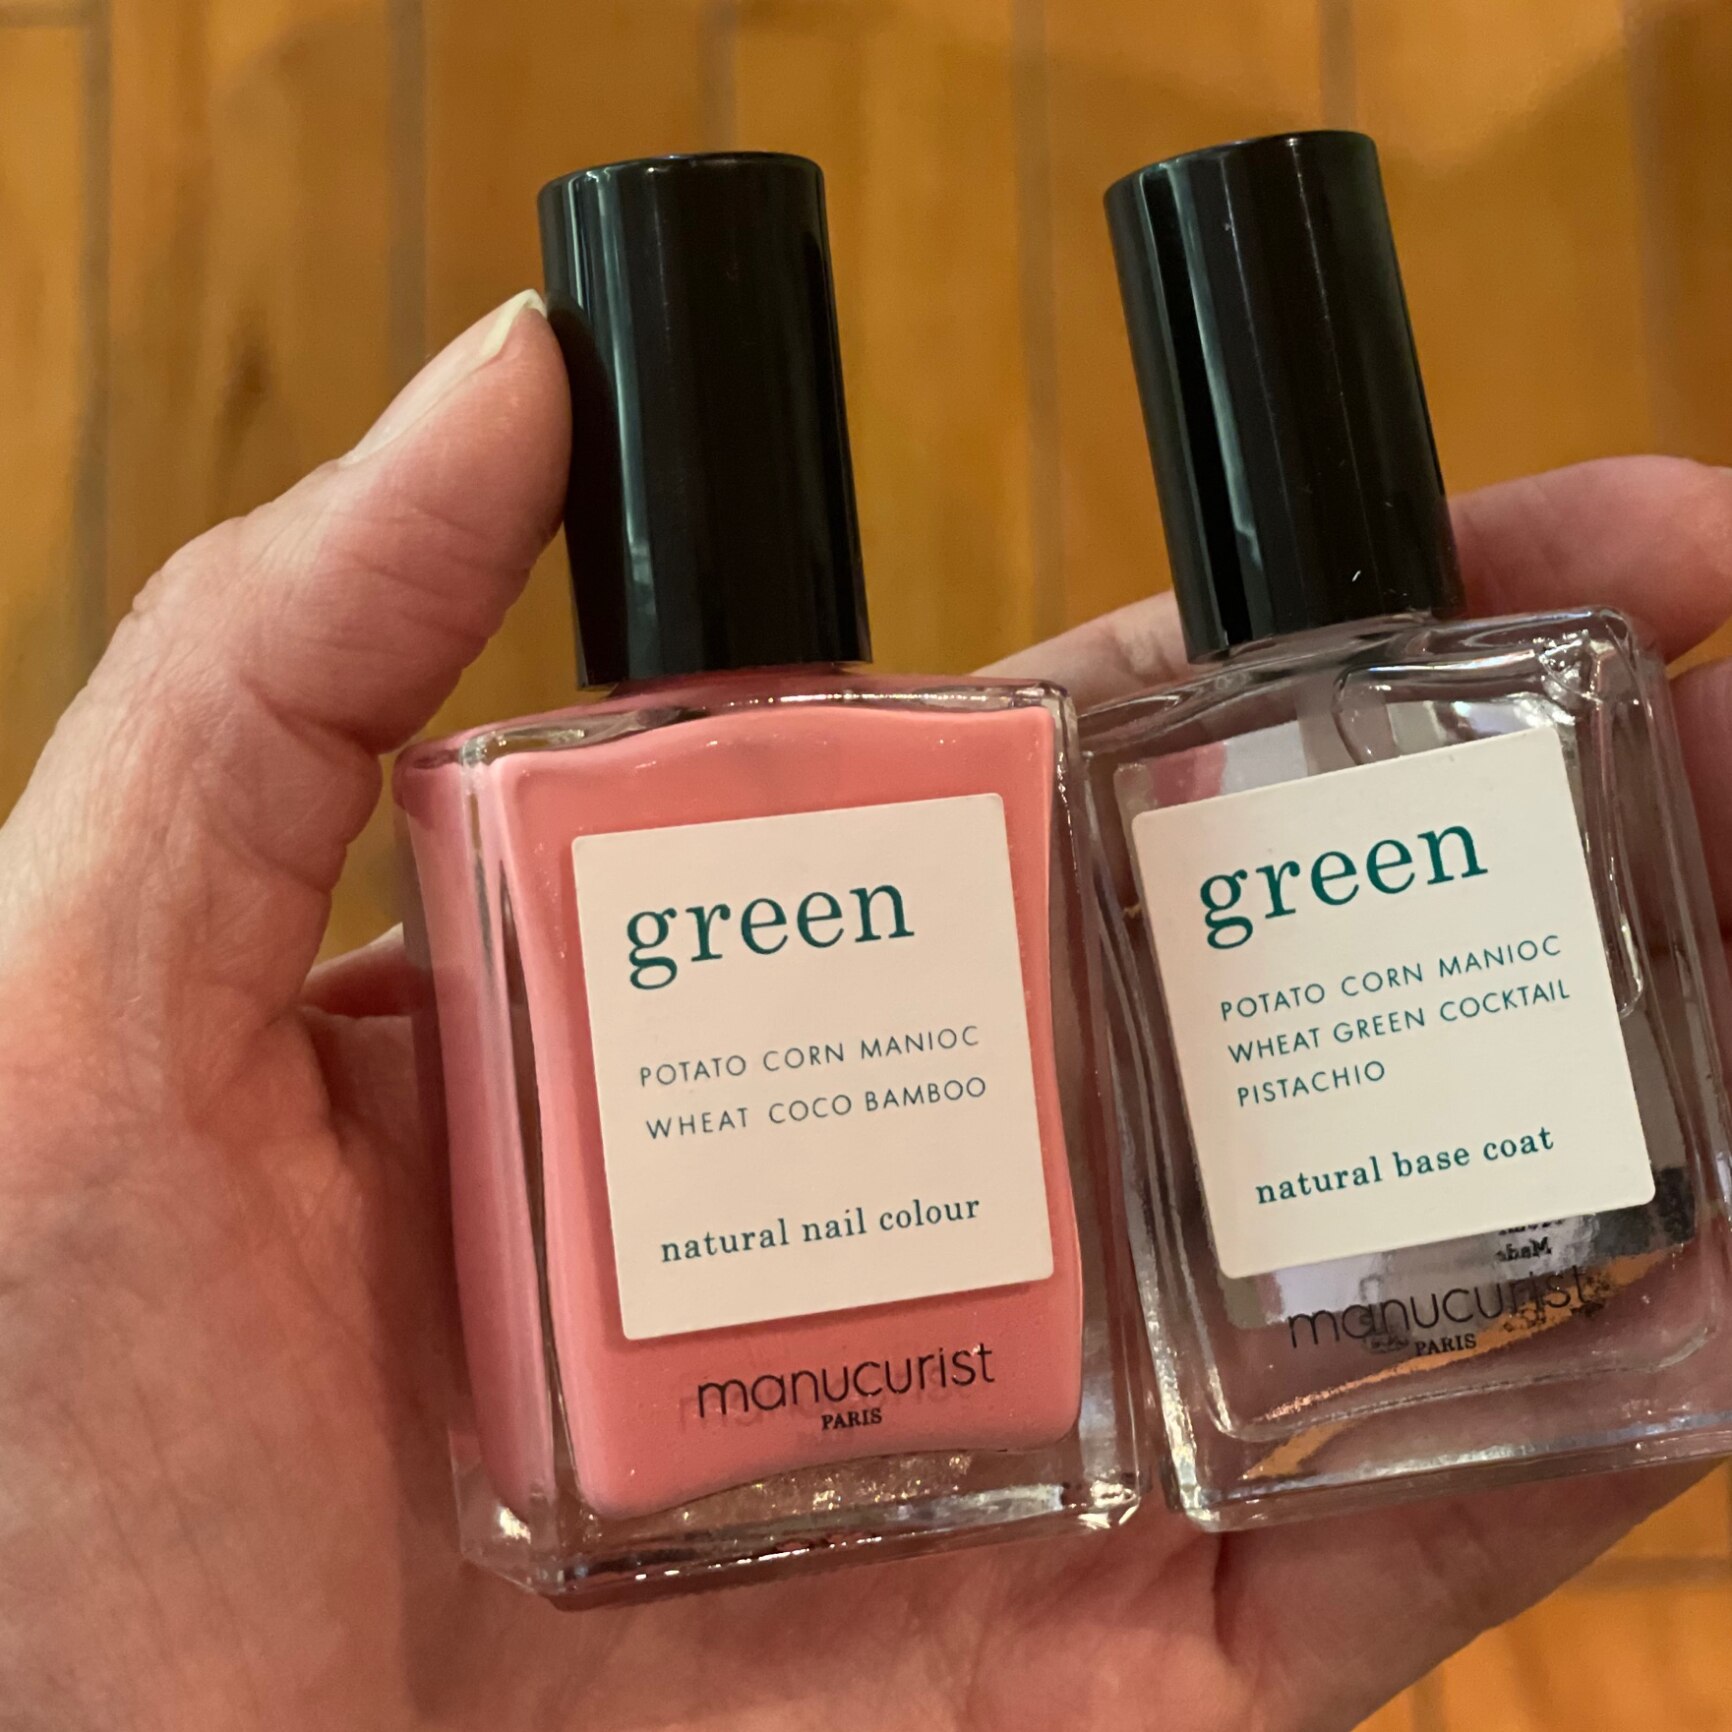 green
POTATO CORN MANIOC
WHEAT COCO BAMBOO
natural nail colour
manucurist
PARIS
green
POTATO CORN MANIOC
WHEAT GREEN COCKTAIL
PISTACHIO
natural base coat
manucurist
PARIS